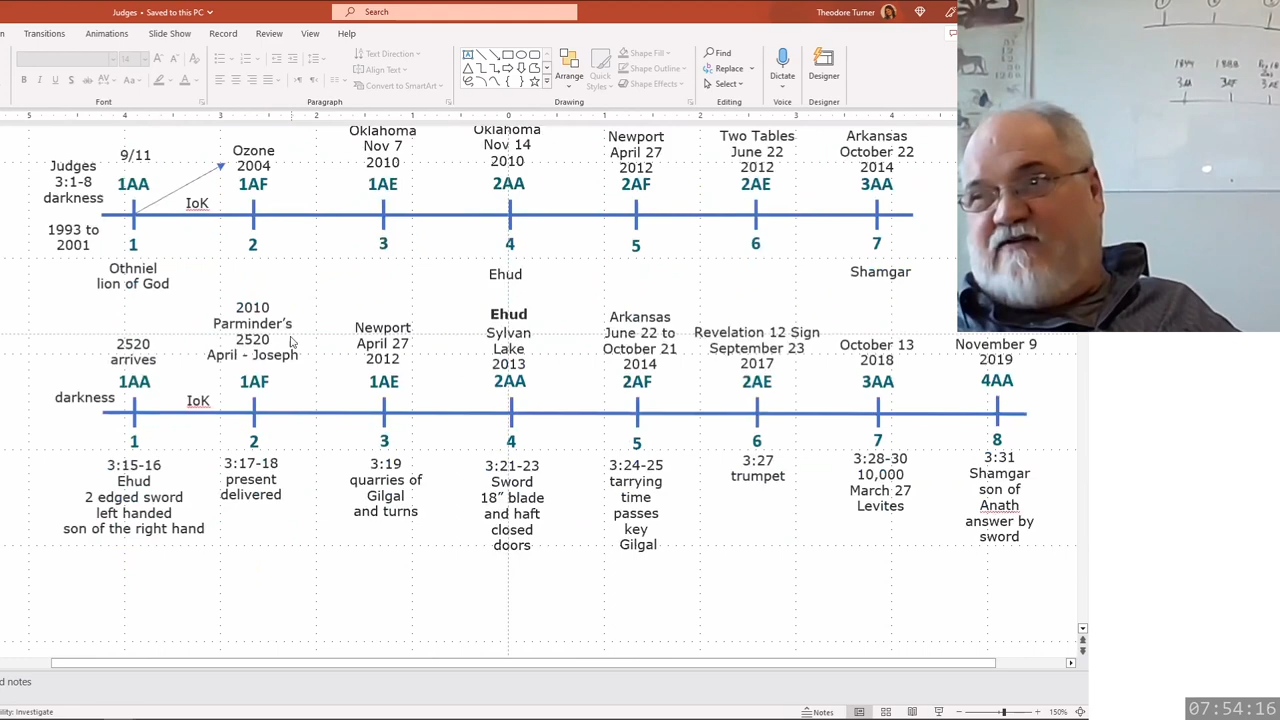 Judges • Saved to this PC
Search
Theodore Turner
Transitions
Animations
Slide Show
Record
Review
View
Help
Text Direction
Align Text
Convert to SmartArt
Arrange
Quick
Styles
Shape Fill
Shape Outline
Shape Effects
Find
Replace
Select
Dictate
Designer
Font
Paragraph
Drawing
Editing
Voice
Designer
Judges
3:1-8
darkness
1993 to
2001
9/11
1AA
1
Othniel
lion of God
IoK
Ozone
2004
1AF
2
Oklahoma
Nov 7
2010
1AE
3
Oklahoma
Nov 14
2010
2AA
4
Ehud
Newport
April 27
2012
2AF
5
Two Tables
June 22
2012
2AE
6
Arkansas
October 22
2014
3AA
7
Shamgar
darkness
2520
arrives
1AA
1
3:15-16
Ehud
2 edged sword
left handed
son of the right hand
IoK
2010
Parminder's
2520
April - Joseph
1AF
2
3:17-18
present
delivered
Newport
April 27
2012
1AE
3
3:19
quarries of
Gilgal
and turns
Ehud
Sylvan
Lake
2013
2AA
4
3:21-23
Sword
18" blade
and haft
closed
doors
Arkansas
June 22 to
October 21
2014
2AF
5
3:24-25
tarrying
time
passes
key
Gilgal
Revelation 12 Sign
September 23
2017
2AE
6
3:27
trumpet
October 13
2018
3AA
7
3:28-30
10,000
March 27
Levites
November 9
2019
4AA
8
3:31
Shamgar
son of
Anath
answer by
sword
d notes
ility: Investigate
Notes
150%
07:54:16